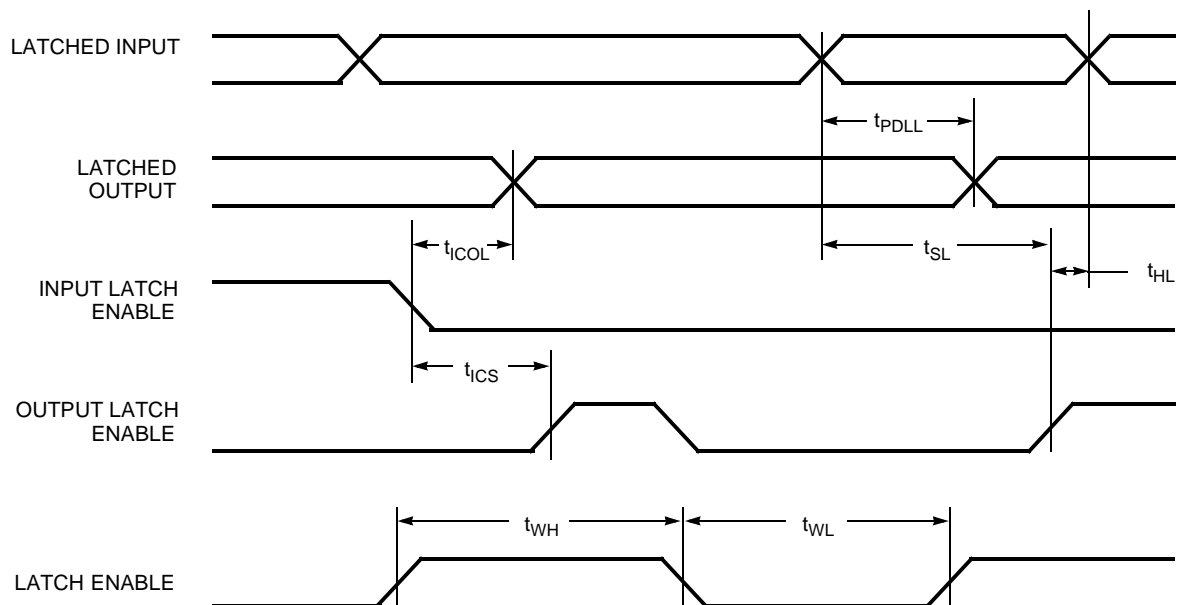 LATCHED INPUT
tPDLL
LATCHED
OUTPUT
tICOL
tSL
tHL
INPUT LATCH
ENABLE
tICS
OUTPUT LATCH
ENABLE
tWH
tWL
LATCH ENABLE